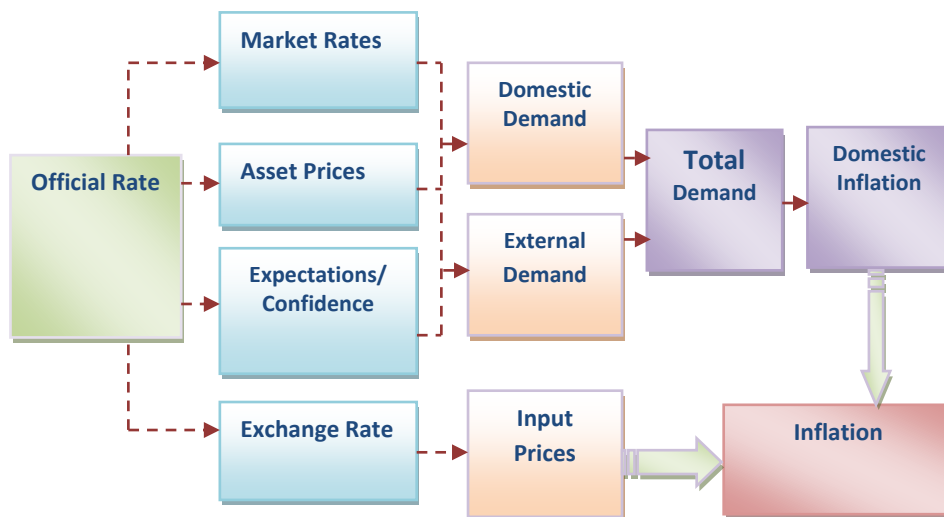 Official Rate
Market Rates
Asset Prices
Expectations/
Confidence
Exchange Rate
Domestic
Demand
External
Demand
Input
Prices
Total
Demand
Domestic
Inflation
Inflation